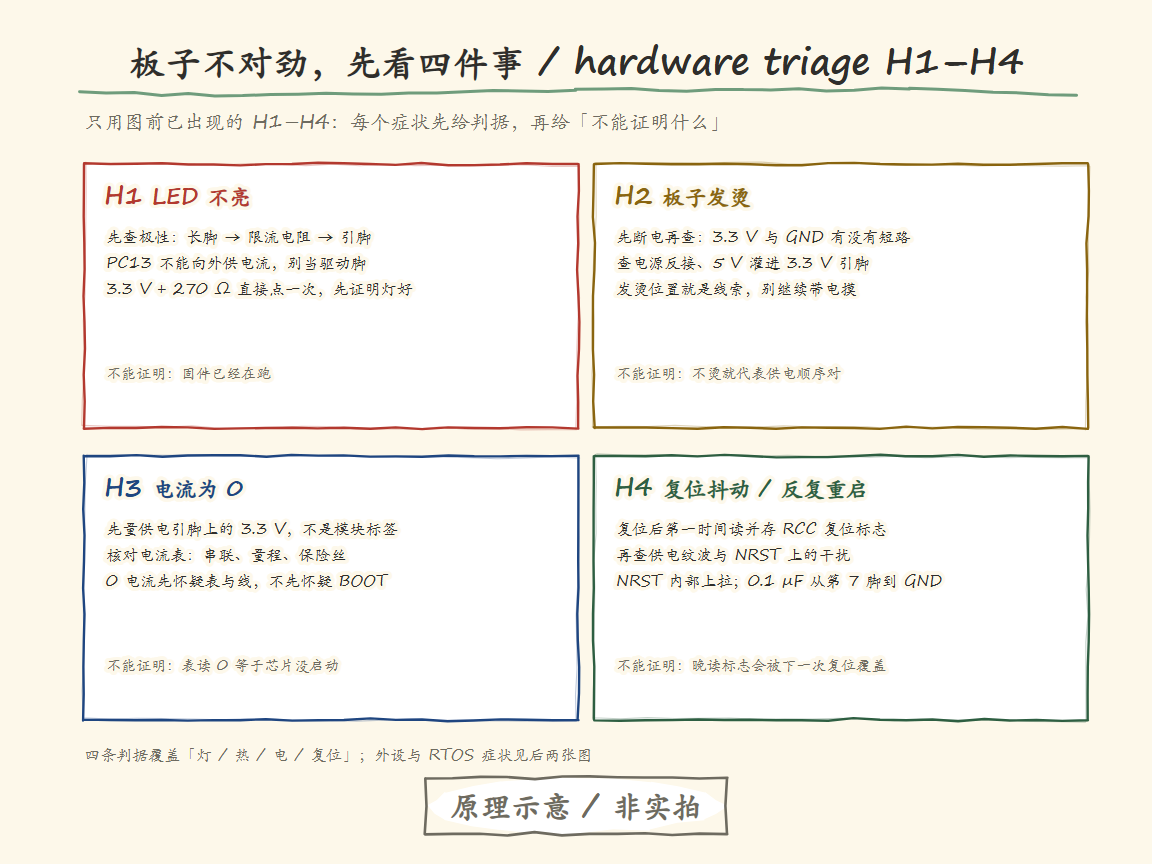 板子不对劲，先看四件事 / hardware triage H1–H4
只用图前已出现的 H1–H4：每个症状先给判据，再给「不能证明什么」
H1 LED 不亮
先查极性：长脚 → 限流电阻 → 引脚
PC13 不能向外供电流，别当驱动脚
3.3 V + 270 Ω 直接点一次，先证明灯好
不能证明：固件已经在跑
H2 板子发烫
先断电再查：3.3 V 与 GND 有没有短路
查电源反接、5 V 灌进 3.3 V 引脚
发烫位置就是线索，别继续带电摸
不能证明：不烫就代表供电顺序对
H3 电流为 0
先量供电引脚上的 3.3 V，不是模块标签
核对电流表：串联、量程、保险丝
0 电流先怀疑表与线，不先怀疑 BOOT
不能证明：表读 0 等于芯片没启动
H4 复位抖动 / 反复重启
复位后第一时间读并存 RCC 复位标志
再查供电纹波与 NRST 上的干扰
NRST 内部上拉；0.1 µF 从第 7 脚到 GND
不能证明：晚读标志会被下一次复位覆盖
四条判据覆盖「灯 / 热 / 电 / 复位」；外设与 RTOS 症状见后两张图
原理示意 / 非实拍